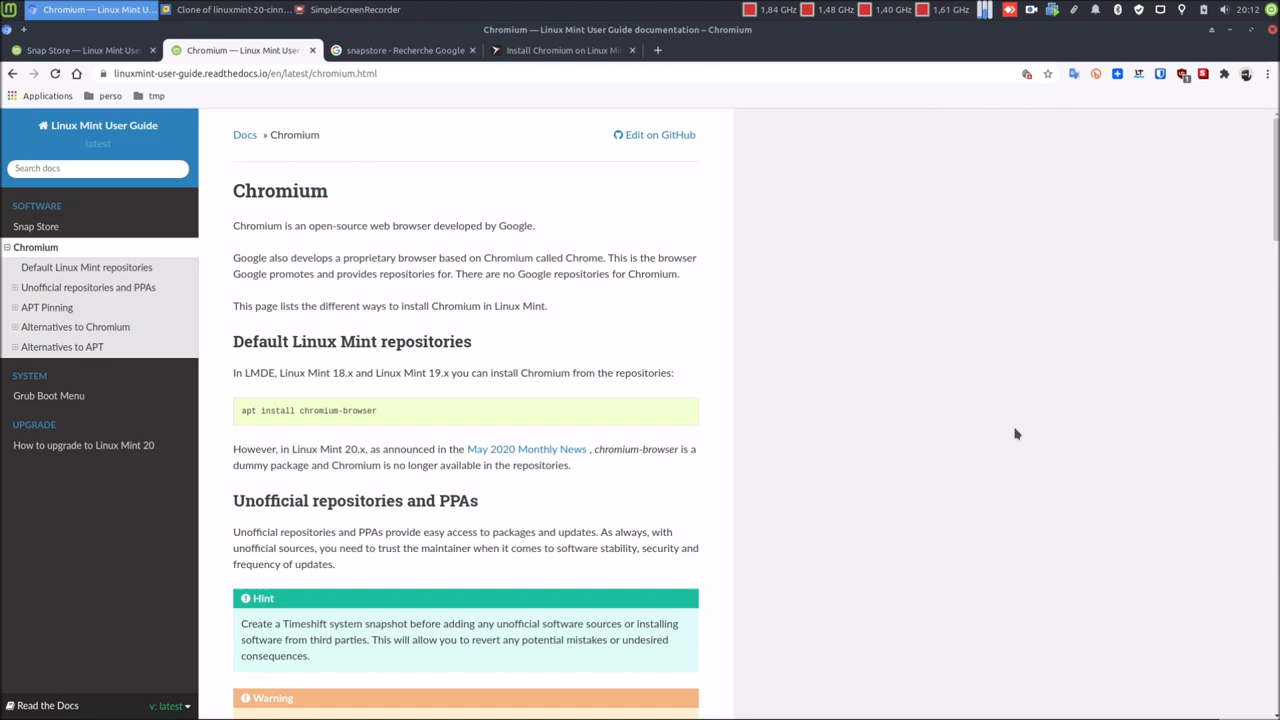 Chromium — Linux Mint U...
Clone of linuxmint-20-cinn...
SimpleScreenRecorder
1,84 GHz
1,48 GHz
1,40 GHz
1,61 GHz
20:12
Chromium — Linux Mint User Guide documentation – Chromium
Snap Store — Linux Mint Use
Chromium — Linux Mint User
snapstore - Recherche Google
Install Chromium on Linux Min
linuxmint-user-guide.readthedocs.io/en/latest/chromium.html
Applications
perso
tmp
Linux Mint User Guide
latest
Search docs
SOFTWARE
Snap Store
Chromium
Default Linux Mint repositories
Unofficial repositories and PPAs
APT Pinning
Alternatives to Chromium
Alternatives to APT
SYSTEM
Grub Boot Menu
UPGRADE
How to upgrade to Linux Mint 20
Read the Docs
v: latest
Docs » Chromium
Edit on GitHub
Chromium
Chromium is an open-source web browser developed by Google.
Google also develops a proprietary browser based on Chromium called Chrome. This is the browser
Google promotes and provides repositories for. There are no Google repositories for Chromium.
This page lists the different ways to install Chromium in Linux Mint.
Default Linux Mint repositories
In LMDE, Linux Mint 18.x and Linux Mint 19.x you can install Chromium from the repositories:
apt install chromium-browser
However, in Linux Mint 20.x, as announced in the May 2020 Monthly News , chromium-browser is a
dummy package and Chromium is no longer available in the repositories.
Unofficial repositories and PPAs
Unofficial repositories and PPAs provide easy access to packages and updates. As always, with
unofficial sources, you need to trust the maintainer when it comes to software stability, security and
frequency of updates.
Hint
Create a Timeshift system snapshot before adding any unofficial software sources or installing
software from third parties. This will allow you to revert any potential mistakes or undesired
consequences.
Warning